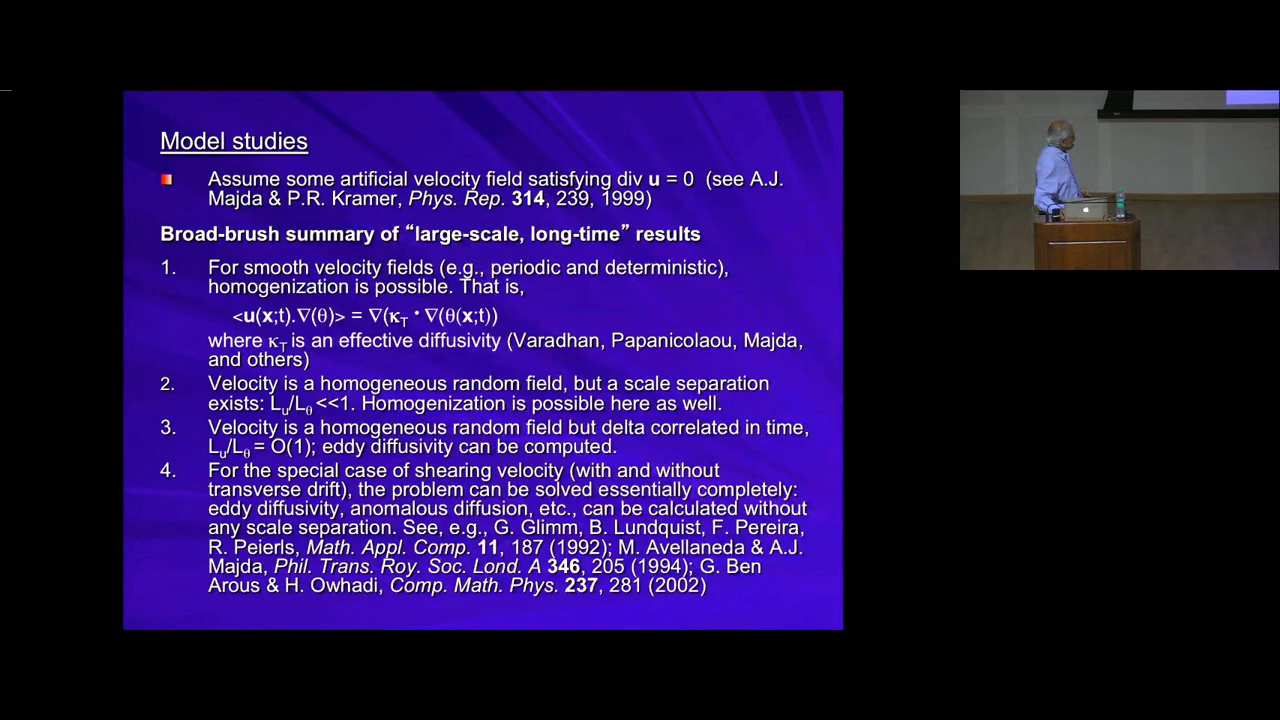 Model studies
Assume some artificial velocity field satisfying div u = 0 (see A.J.
Majda & P.R. Kramer, Phys. Rep. 314, 239, 1999)
Broad-brush summary of “large-scale, long-time” results
1. For smooth velocity fields (e.g., periodic and deterministic),
homogenization is possible. That is,
<u(x;t).∇(θ)> = ∇(κT • ∇(θ(x;t))
where κT is an effective diffusivity (Varadhan, Papanicolaou, Majda,
and others)
2. Velocity is a homogeneous random field, but a scale separation
exists: Lu/Lθ <<1. Homogenization is possible here as well.
3. Velocity is a homogeneous random field but delta correlated in time,
Lu/Lθ = O(1); eddy diffusivity can be computed.
4. For the special case of shearing velocity (with and without
transverse drift), the problem can be solved essentially completely:
eddy diffusivity, anomalous diffusion, etc., can be calculated without
any scale separation. See, e.g., G. Glimm, B. Lundquist, F. Pereira,
R. Peierls, Math. Appl. Comp. 11, 187 (1992); M. Avellaneda & A.J.
Majda, Phil. Trans. Roy. Soc. Lond. A 346, 205 (1994); G. Ben
Arous & H. Owhadi, Comp. Math. Phys. 237, 281 (2002)